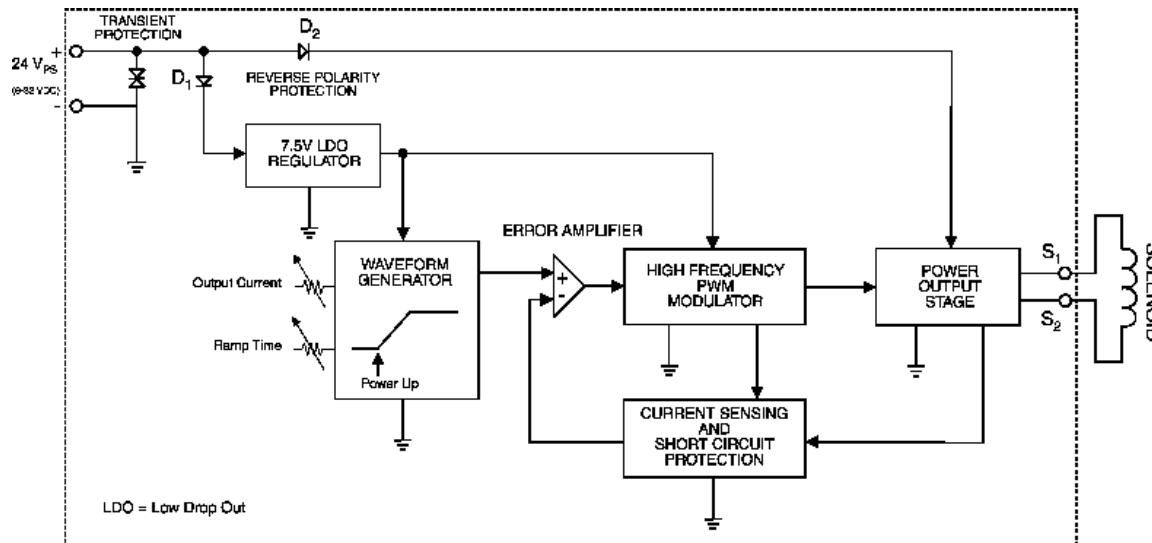 TRANSIENT
PROTECTION
D2
+
24 VPS
(9-32 VDC)
-
D1
REVERSE POLARITY
PROTECTION
7.5V LDO
REGULATOR
ERROR AMPLIFIER
WAVEFORM
GENERATOR
Output Current
Ramp Time
Power Up
+
-
HIGH FREQUENCY
PWM
MODULATOR
POWER
OUTPUT
STAGE
S1
S2
SOLENOID
CURRENT SENSING
AND
SHORT CIRCUIT
PROTECTION
LDO = Low Drop Out